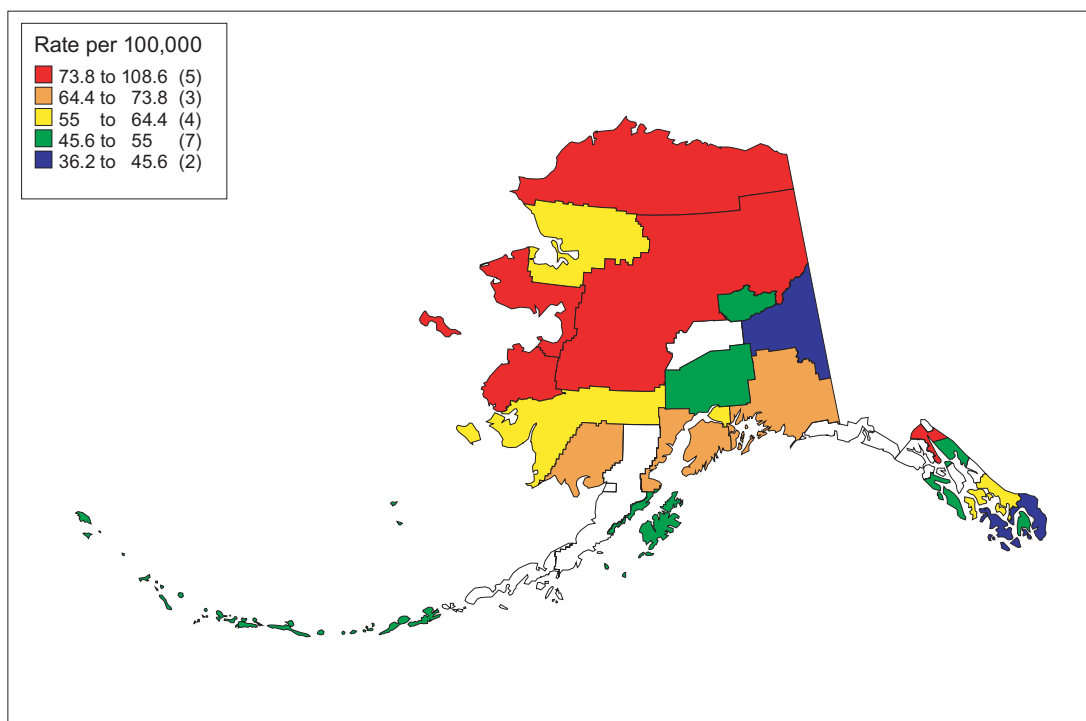 Rate per 100,000
73.8 to 108.6 (5)
64.4 to 73.8 (3)
55 to 64.4 (4)
45.6 to 55 (7)
36.2 to 45.6 (2)